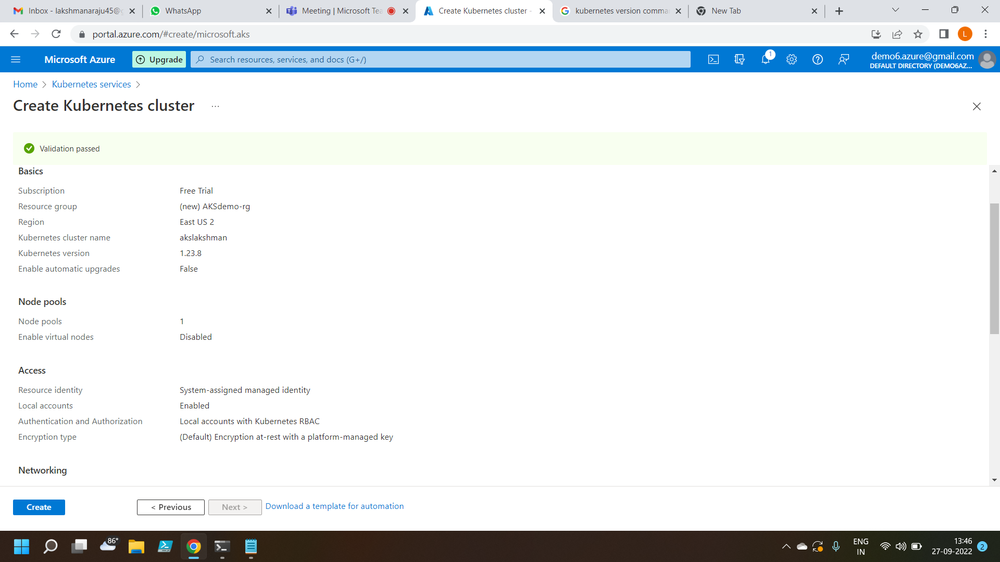 Inbox - lakshmanaraju45@g
WhatsApp
Meeting | Microsoft Tea
Create Kubernetes cluster -
kubernetes version comma
New Tab
portal.azure.com/#create/microsoft.aks
L
Microsoft Azure
Upgrade
Search resources, services, and docs (G+/)
1
demo6.azure@gmail.com
DEFAULT DIRECTORY (DEMO6AZ...
Home > Kubernetes services >
Create Kubernetes cluster ...
Validation passed
Basics
Subscription Free Trial
Resource group (new) AKSdemo-rg
Region East US 2
Kubernetes cluster name akslakshman
Kubernetes version 1.23.8
Enable automatic upgrades False
Node pools
Node pools 1
Enable virtual nodes Disabled
Access
Resource identity System-assigned managed identity
Local accounts Enabled
Authentication and Authorization Local accounts with Kubernetes RBAC
Encryption type (Default) Encryption at-rest with a platform-managed key
Networking
Create
< Previous
Next >
Download a template for automation
86°
ENG
IN
13:46
27-09-2022
2